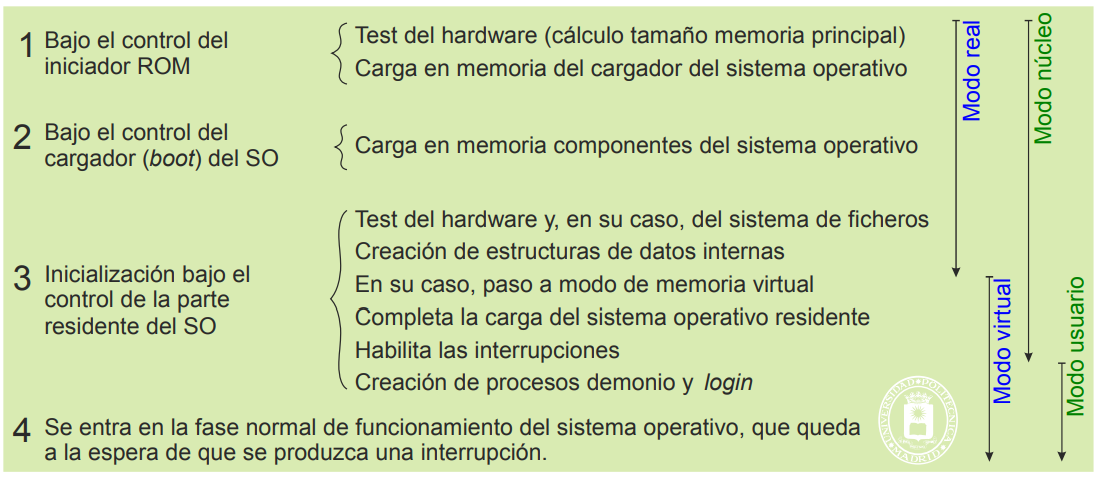 1 Bajo el control del
iniciador ROM
Test del hardware (cálculo tamaño memoria principal)
Carga en memoria del cargador del sistema operativo
2 Bajo el control del
cargador (boot) del SO
Carga en memoria componentes del sistema operativo
3 Inicialización bajo el
control de la parte
residente del SO
Test del hardware y, en su caso, del sistema de ficheros
Creación de estructuras de datos internas
En su caso, paso a modo de memoria virtual
Completa la carga del sistema operativo residente
Habilita las interrupciones
Creación de procesos demonio y login
4 Se entra en la fase normal de funcionamiento del sistema operativo, que queda
a la espera de que se produzca una interrupción.
Modo real
Modo núcleo
Modo virtual
Modo usuario
UNIVERSIDAD POLITECNICA
MADRID